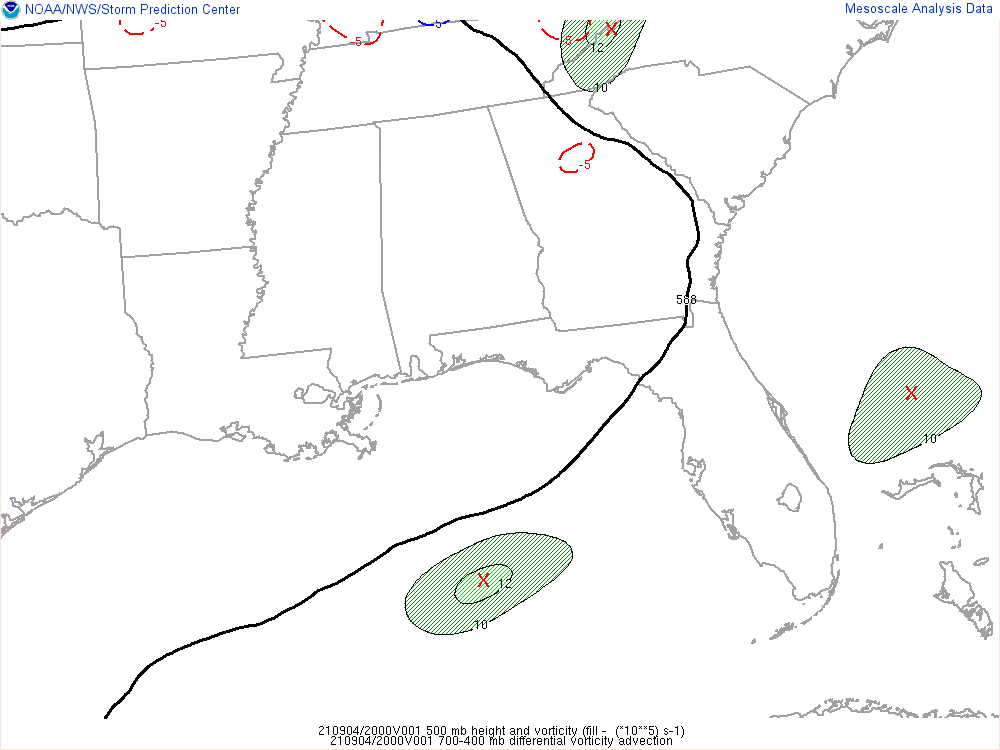 NOAA/NWS/Storm Prediction Center
Mesoscale Analysis Data
-5
-5
-5
-5
X
12
10
-5
588
X
10
X
12
10
210904/2000V001 500 mb height and vorticity (fill - (*10**5) s-1)
210904/2000V001 700-400 mb differential vorticity advection